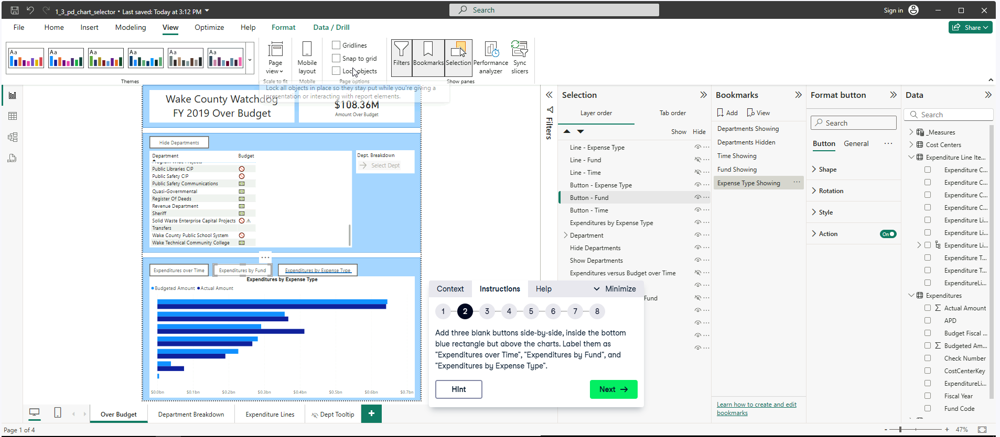 1_3_pd_chart_selector • Last saved: Today at 3:12 PM
Search
Sign in
File Home Insert Modeling View Optimize Help Format Data / Drill
Share
Aa Aa Aa Aa Aa Aa
Themes
Page view
Scale to fit
Mobile layout
Mobile
Gridlines
Snap to grid
Lock objects
Page options
Filters Bookmarks Selection
Performance analyzer
Sync slicers
Show panes
Lock all objects in place so they stay put while you're giving a
presentation or interacting with report elements.
Wake County Watchdog
FY 2019 Over Budget
$108.36M
Amount Over Budget
Hide Departments
Department Budget
Program Wide Projects
Public Libraries CIP
Public Safety CIP
Public Safety Communications
Quasi-Governmental
Register Of Deeds
Revenue Department
Sheriff
Solid Waste Enterprise Capital Projects
Transfers
Wake County Public School System
Wake Technical Community College
Dept. Breakdown
Select Dept
Expenditures over Time
Expenditures by Fund
Expenditures by Expense Type
Expenditures by Expense Type
Budgeted Amount Actual Amount
$0.0bn $0.1bn $0.2bn $0.3bn $0.4bn $0.5bn $0.6bn $0.7bn
Filters
Selection
Layer order Tab order
Show Hide
Line - Expense Type
Line - Fund
Line - Time
Button - Expense Type
Button - Fund
Button - Time
Expenditures by Expense Type
Department
Hide Departments
Show Departments
Expenditures versus Budget over Time
Fund
Bookmarks
Add View
Departments Showing
Departments Hidden
Time Showing
Fund Showing
Expense Type Showing
Learn how to create and edit
bookmarks
Format button
Search
Button General
Shape
Rotation
Style
Action On
Data
Search
_Measures
Cost Centers
Expenditure Line Ite...
Expenditure C...
Expenditure C...
Expenditure C...
Expenditure C...
Expenditure Li...
Expenditure Li...
Expenditure Li...
Expenditure T...
Expenditure T...
ExpenditureLi...
Expenditures
Actual Amount
APD
Budget Fiscal ...
Budgeted Am...
Check Number
CostCenterKey
ExpenditureLi...
Fiscal Year
Fund Code
Context Instructions Help Minimize
1 2 3 4 5 6 7 8
Add three blank buttons side-by-side, inside the bottom
blue rectangle but above the charts. Label them as
"Expenditures over Time", "Expenditures by Fund", and
"Expenditures by Expense Type".
Hint
Next
Over Budget Department Breakdown Expenditure Lines Dept Tooltip +
Page 1 of 4
- + 47%